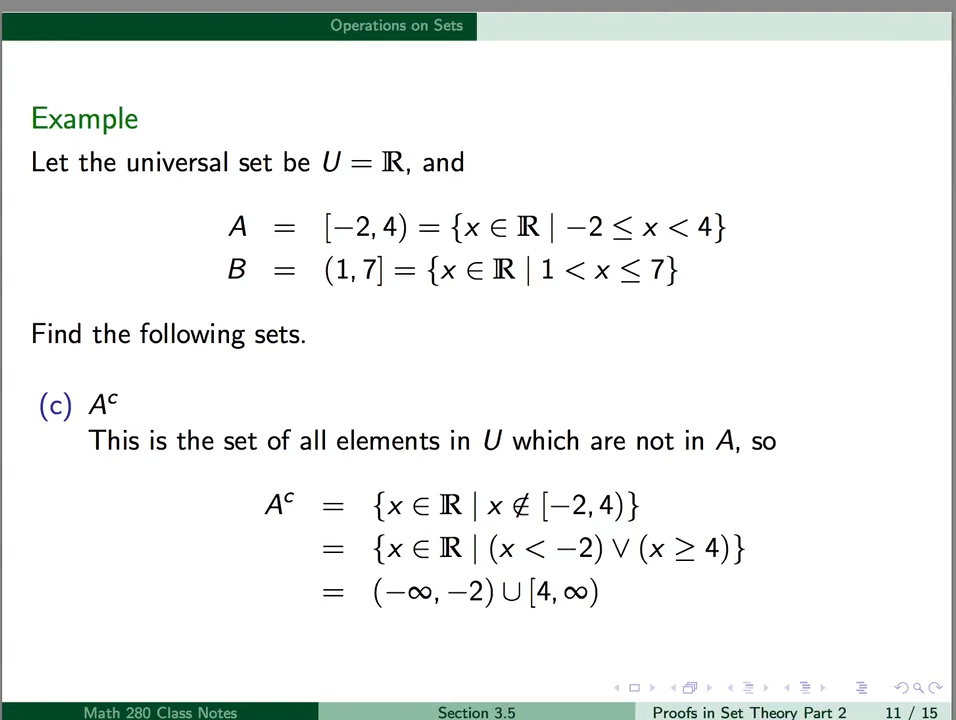 Operations on Sets
Example
Let the universal set be U = ℝ, and
A = [−2, 4) = {x ∈ ℝ | −2 ≤ x < 4}
B = (1, 7] = {x ∈ ℝ | 1 < x ≤ 7}
Find the following sets.
(c) Aᶜ
This is the set of all elements in U which are not in A, so
Aᶜ = {x ∈ ℝ | x ∉ [−2, 4)}
= {x ∈ ℝ | (x < −2) ∨ (x ≥ 4)}
= (−∞, −2) ∪ [4, ∞)
Math 280 Class Notes Section 3.5 Proofs in Set Theory Part 2 11 / 15